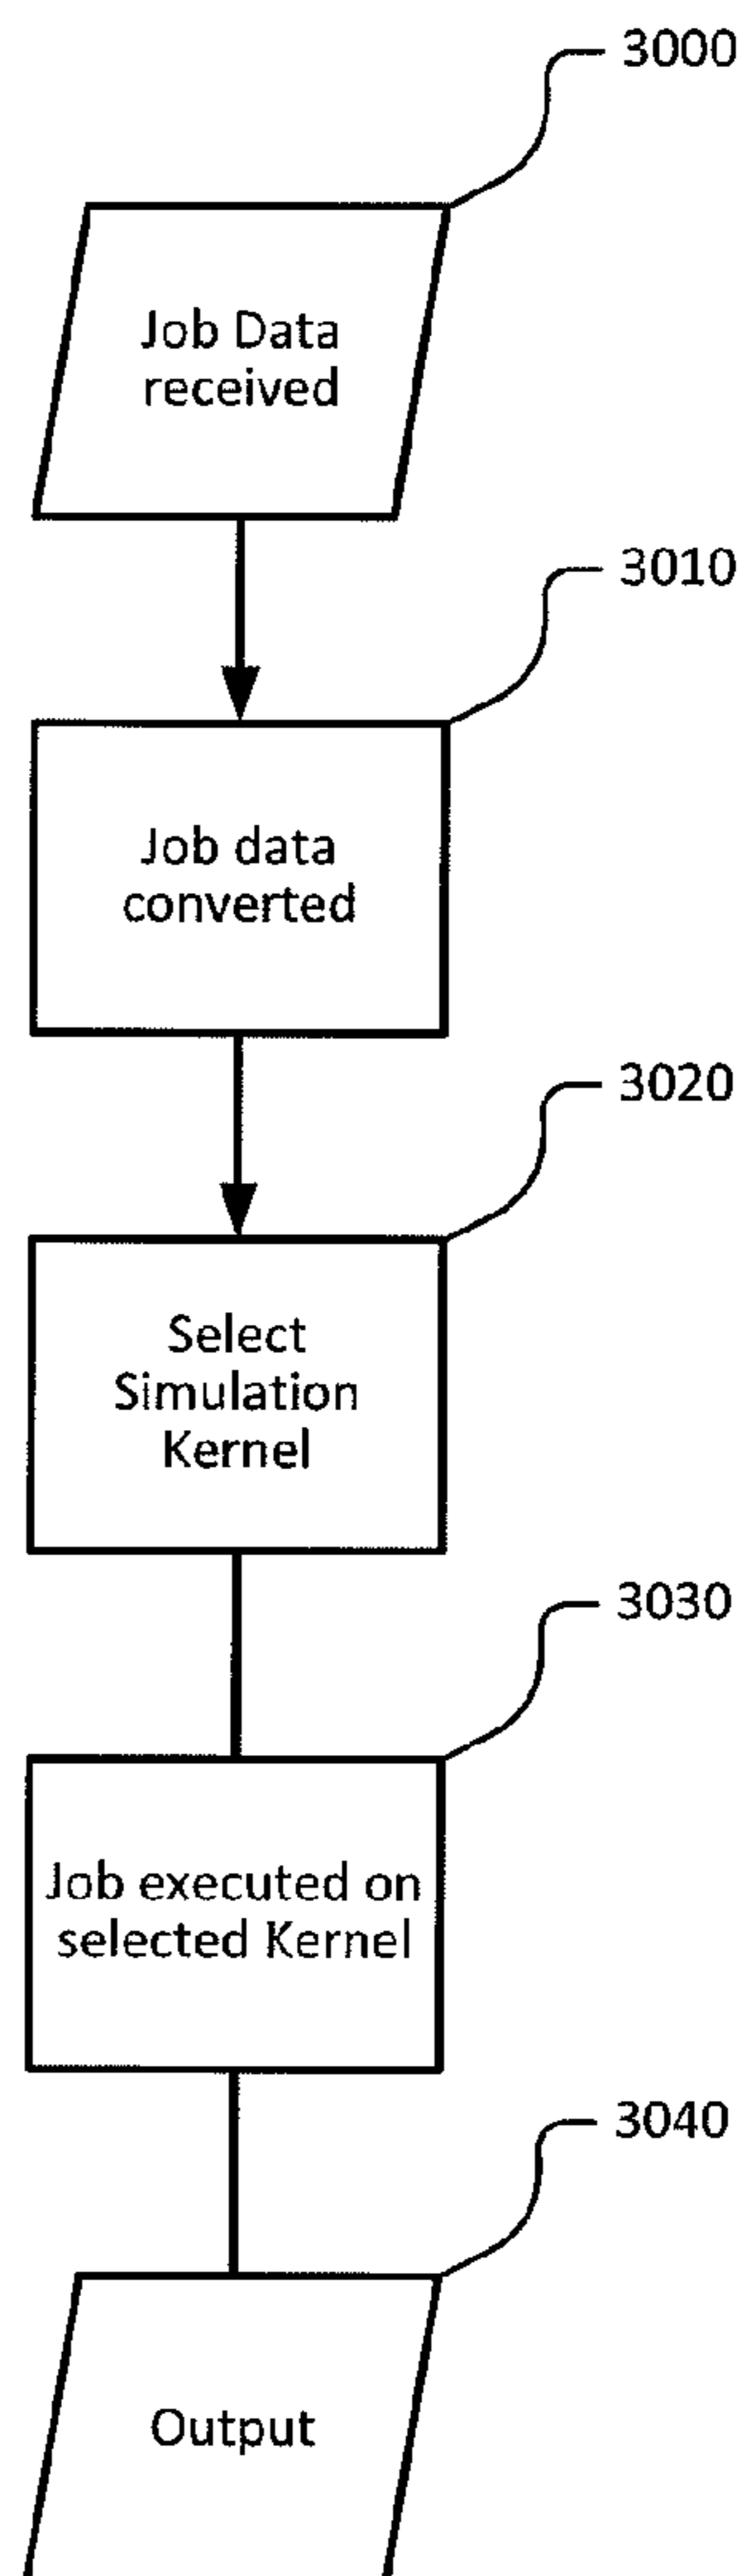 3000
Job Data
received
3010
Job data
converted
3020
Select
Simulation
Kernel
3030
Job executed on
selected Kernel
3040
Output